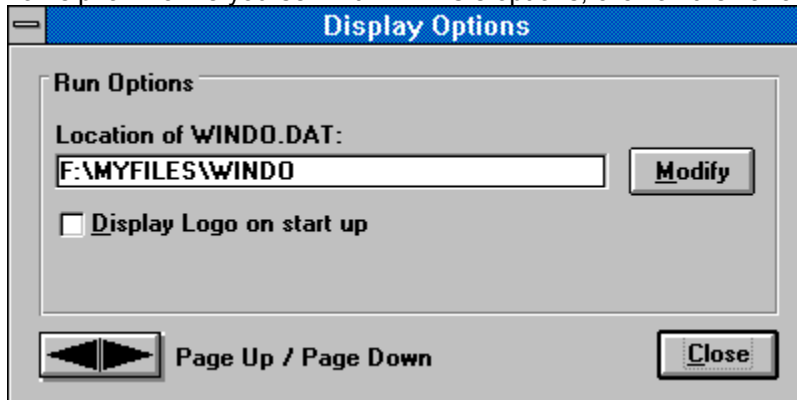 Display Options
Run Options
Location of WINDO.DAT:
F:\MYFILES\WINDO
Modify
Display Logo on start up
Page Up / Page Down
Close